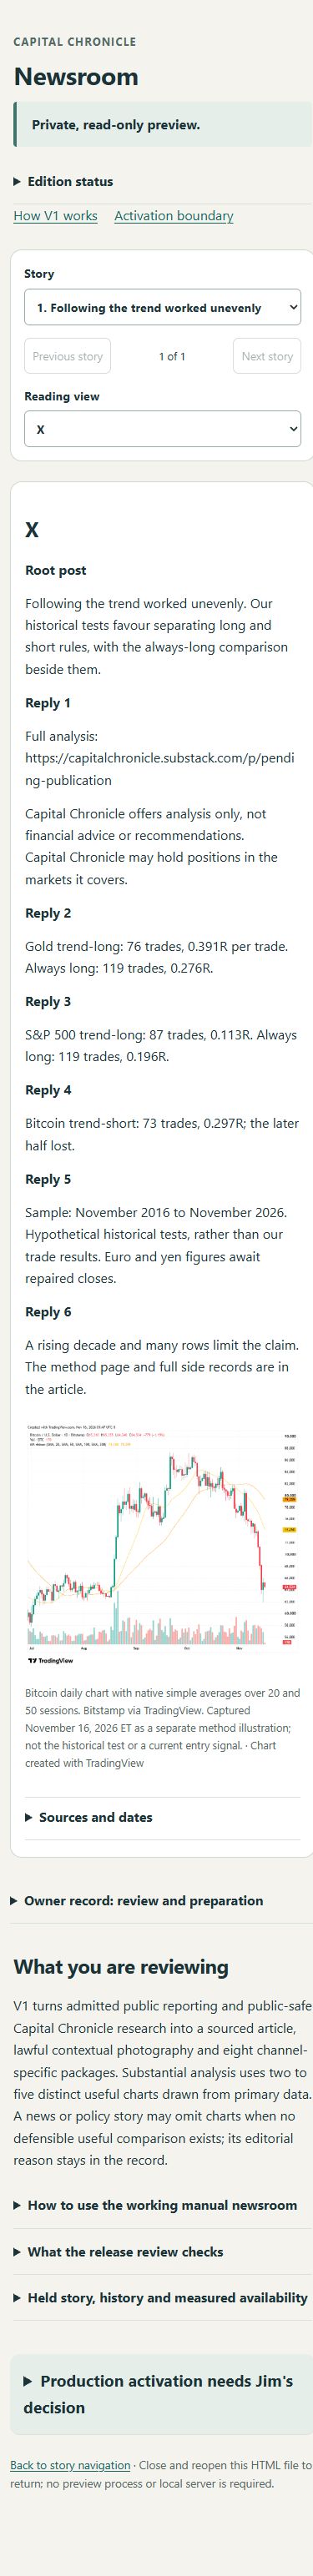 CAPITAL CHRONICLE
Newsroom
Private, read-only preview.
Edition status
How V1 works Activation boundary
Story
1. Following the trend worked unevenly
Previous story 1 of 1 Next story
Reading view
X
X
Root post
Following the trend worked unevenly. Our
historical tests favour separating long and
short rules, with the always-long comparison
beside them.
Reply 1
Full analysis:
https://capitalchronicle.substack.com/p/pendi
ng-publication
Capital Chronicle offers analysis only, not
financial advice or recommendations.
Capital Chronicle may hold positions in the
markets it covers.
Reply 2
Gold trend-long: 76 trades, 0.391R per trade.
Always long: 119 trades, 0.276R.
Reply 3
S&P 500 trend-long: 87 trades, 0.113R. Always
long: 119 trades, 0.196R.
Reply 4
Bitcoin trend-short: 73 trades, 0.297R; the later
half lost.
Reply 5
Sample: November 2016 to November 2026.
Hypothetical historical tests, rather than our
trade results. Euro and yen figures await
repaired closes.
Reply 6
A rising decade and many rows limit the claim.
The method page and full side records are in
the article.
TradingView
Bitcoin daily chart with native simple averages over 20 and
50 sessions. Bitstamp via TradingView. Captured
November 16, 2026 ET as a separate method illustration;
not the historical test or a current entry signal. · Chart
created with TradingView
Sources and dates
Owner record: review and preparation
What you are reviewing
V1 turns admitted public reporting and public-safe
Capital Chronicle research into a sourced article,
lawful contextual photography and eight channel-
specific packages. Substantial analysis uses two to
five distinct useful charts drawn from primary data.
A news or policy story may omit charts when no
defensible useful comparison exists; its editorial
reason stays in the record.
How to use the working manual newsroom
What the release review checks
Held story, history and measured availability
Production activation needs Jim's
decision
Back to story navigation · Close and reopen this HTML file to
return; no preview process or local server is required.